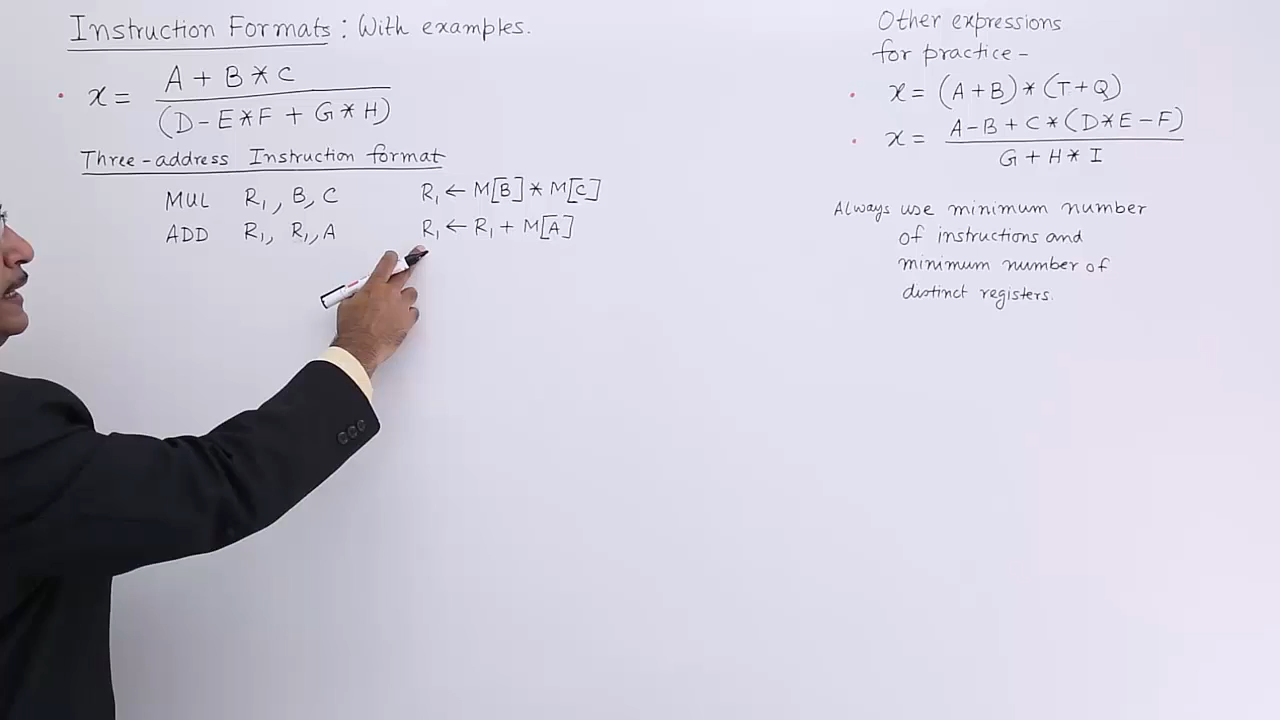 Instruction Formats : With examples.
• x = A + B * C
(D - E * F + G * H)
Three-address Instruction format
MUL R₁, B, C R₁ ← M[B] * M[C]
ADD R₁, R₁, A R₁ ← R₁ + M[A]
Other expressions
for practice -
• x = (A + B) * (T + Q)
• x = A - B + C * (D * E - F)
G + H * I
Always use minimum number
of instructions and
minimum number of
distinct registers.